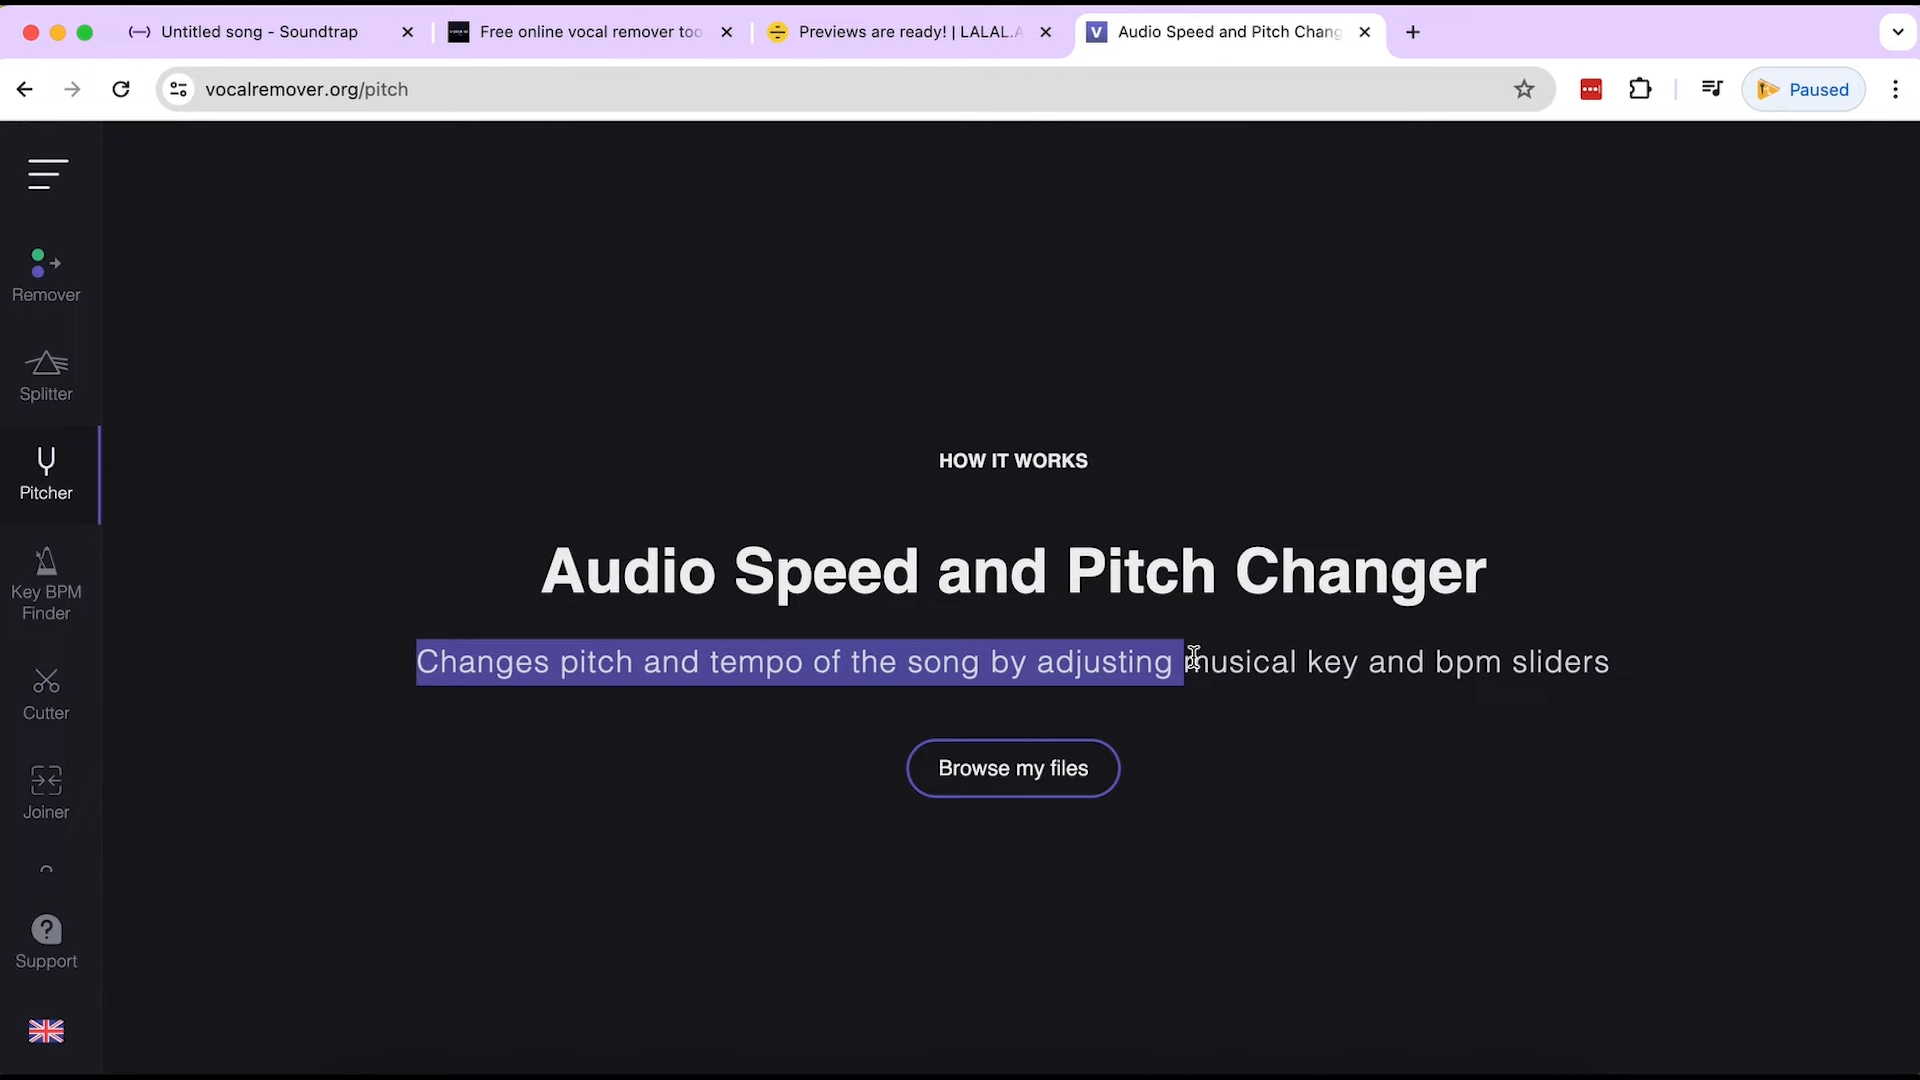 Untitled song - Soundtrap
Free online vocal remover too
Previews are ready! | LALAL.A
Audio Speed and Pitch Chang
vocalremover.org/pitch
Paused
Remover
Splitter
Pitcher
Key BPM
Finder
Cutter
Joiner
Support
HOW IT WORKS
Audio Speed and Pitch Changer
Changes pitch and tempo of the song by adjusting musical key and bpm sliders
Browse my files